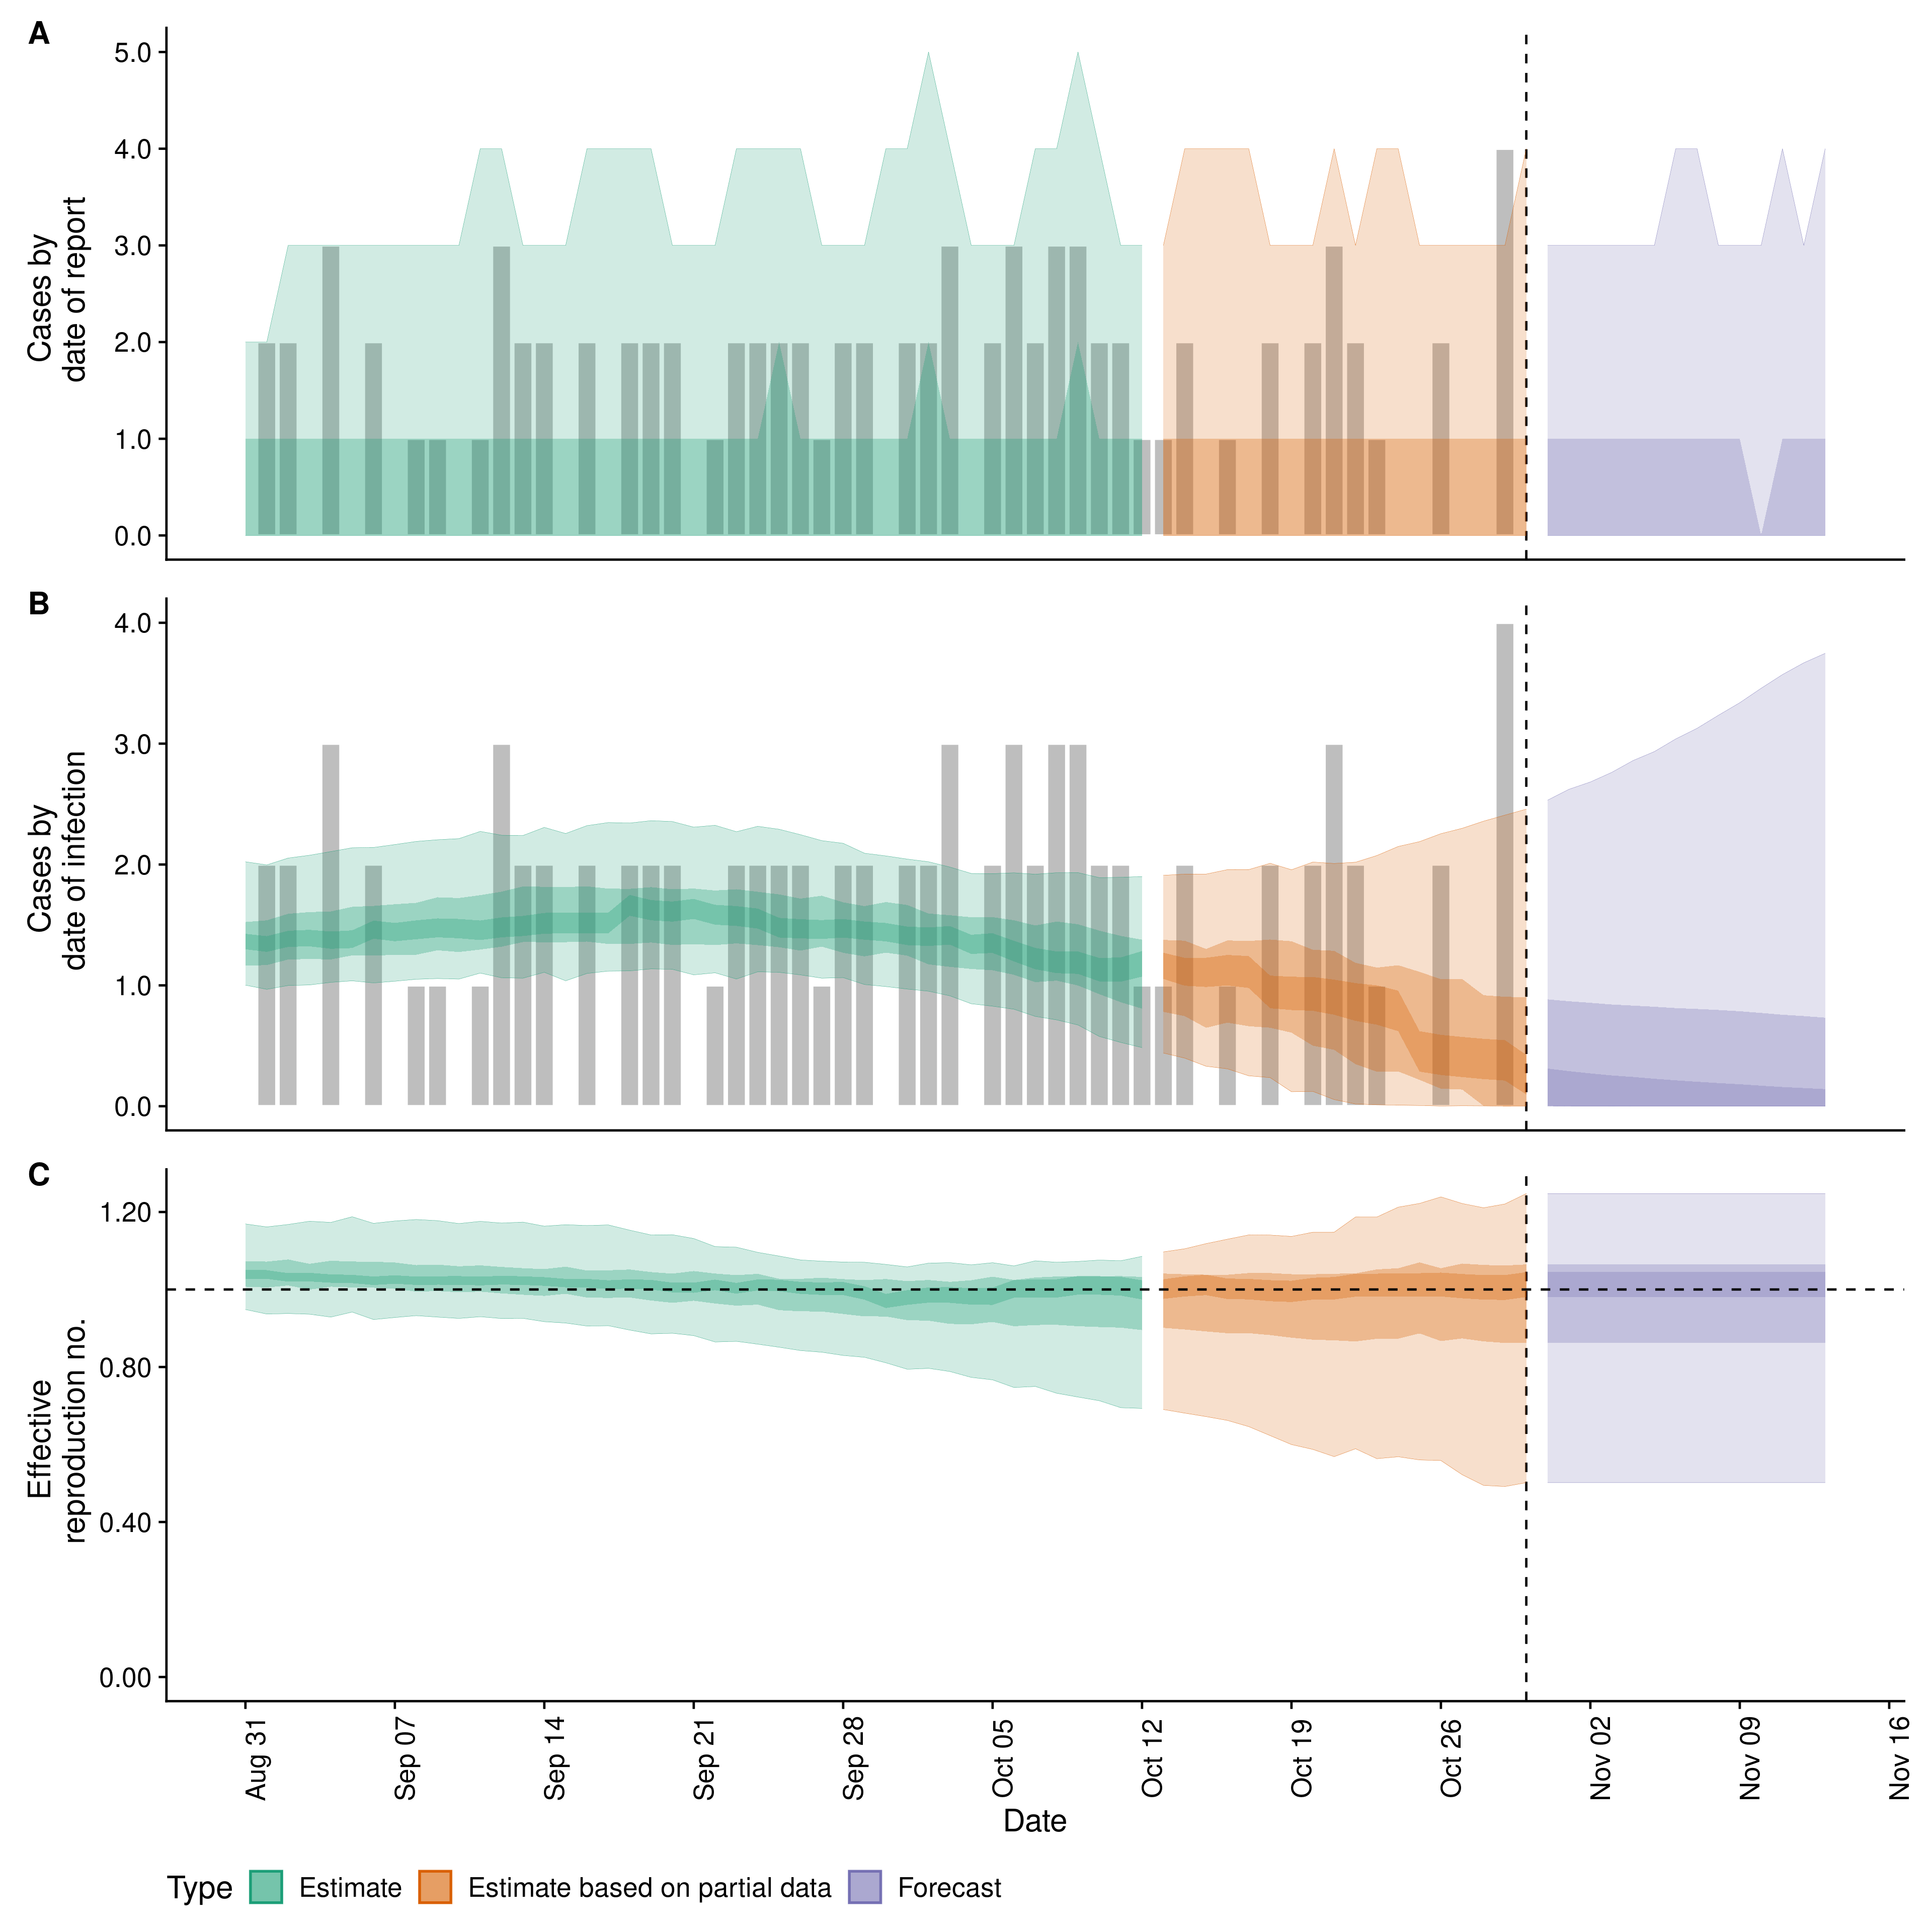 A
5.0
4.0
3.0
2.0
1.0
0.0
Cases by
date of report
B
4.0
3.0
2.0
1.0
0.0
Cases by
date of infection
C
1.20
0.80
0.40
0.00
Effective
reproduction no.
Aug 31
Sep 07
Sep 14
Sep 21
Sep 28
Oct 05
Oct 12
Oct 19
Oct 26
Nov 02
Nov 09
Nov 16
Date
Type Estimate Estimate based on partial data Forecast